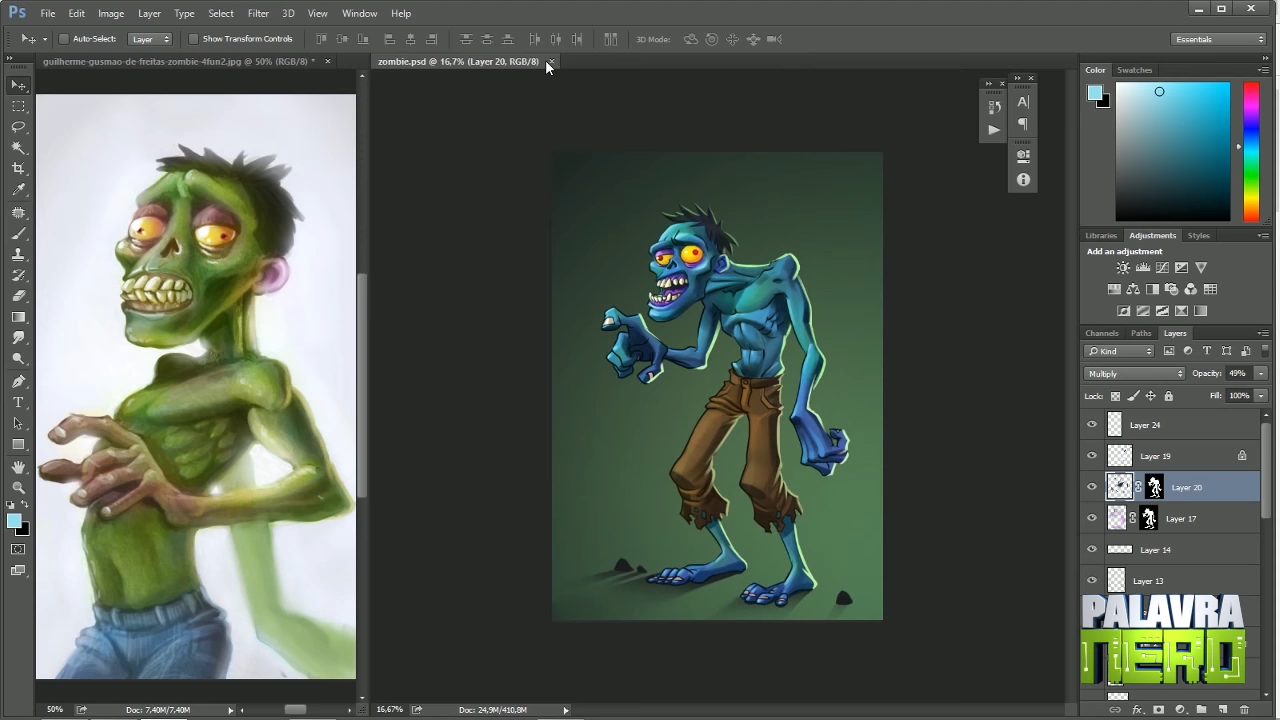 Ps File Edit Image Layer Type Select Filter 3D View Window Help
Auto-Select: Layer Show Transform Controls 3D Mode: Essentials
guilherme-gusmao-de-freitas-zombie-4fun2.jpg @ 50% (RGB/8) * × zombie.psd @ 16,7% (Layer 20, RGB/8) ×
Color Swatches
Libraries Adjustments Styles
Add an adjustment
Channels Paths Layers
Kind
Multiply Opacity: 49%
Lock: Fill: 100%
Layer 24
Layer 19
Layer 20
Layer 17
Layer 14
Layer 13
PALAVRA
NERD
50% Doc: 7,40M/7,40M 16,67% Doc: 24,9M/410,8M